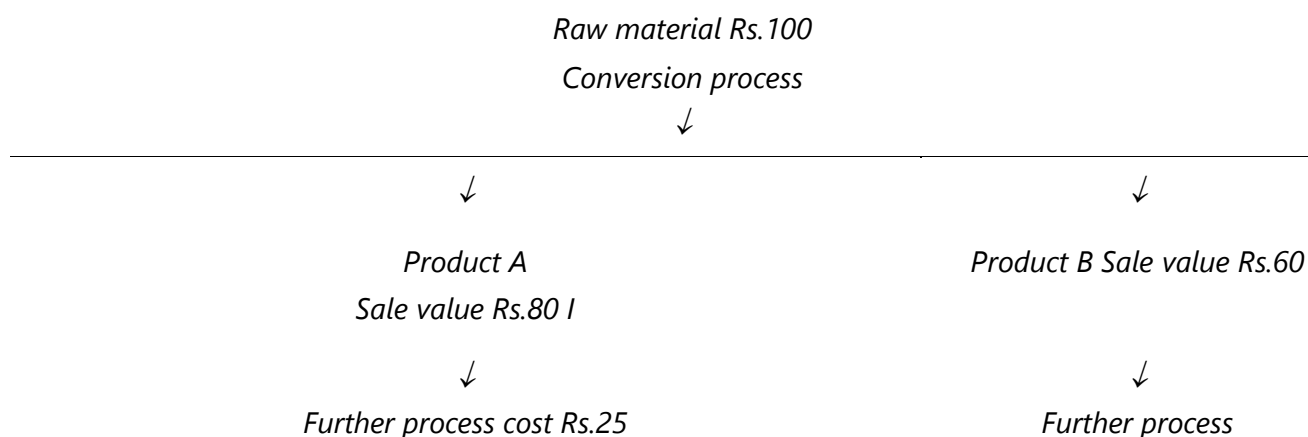 Raw material Rs.100
Conversion process
↓
↓ ↓
Product A Product B Sale value Rs.60
Sale value Rs.80 I
↓ ↓
Further process cost Rs.25 Further process